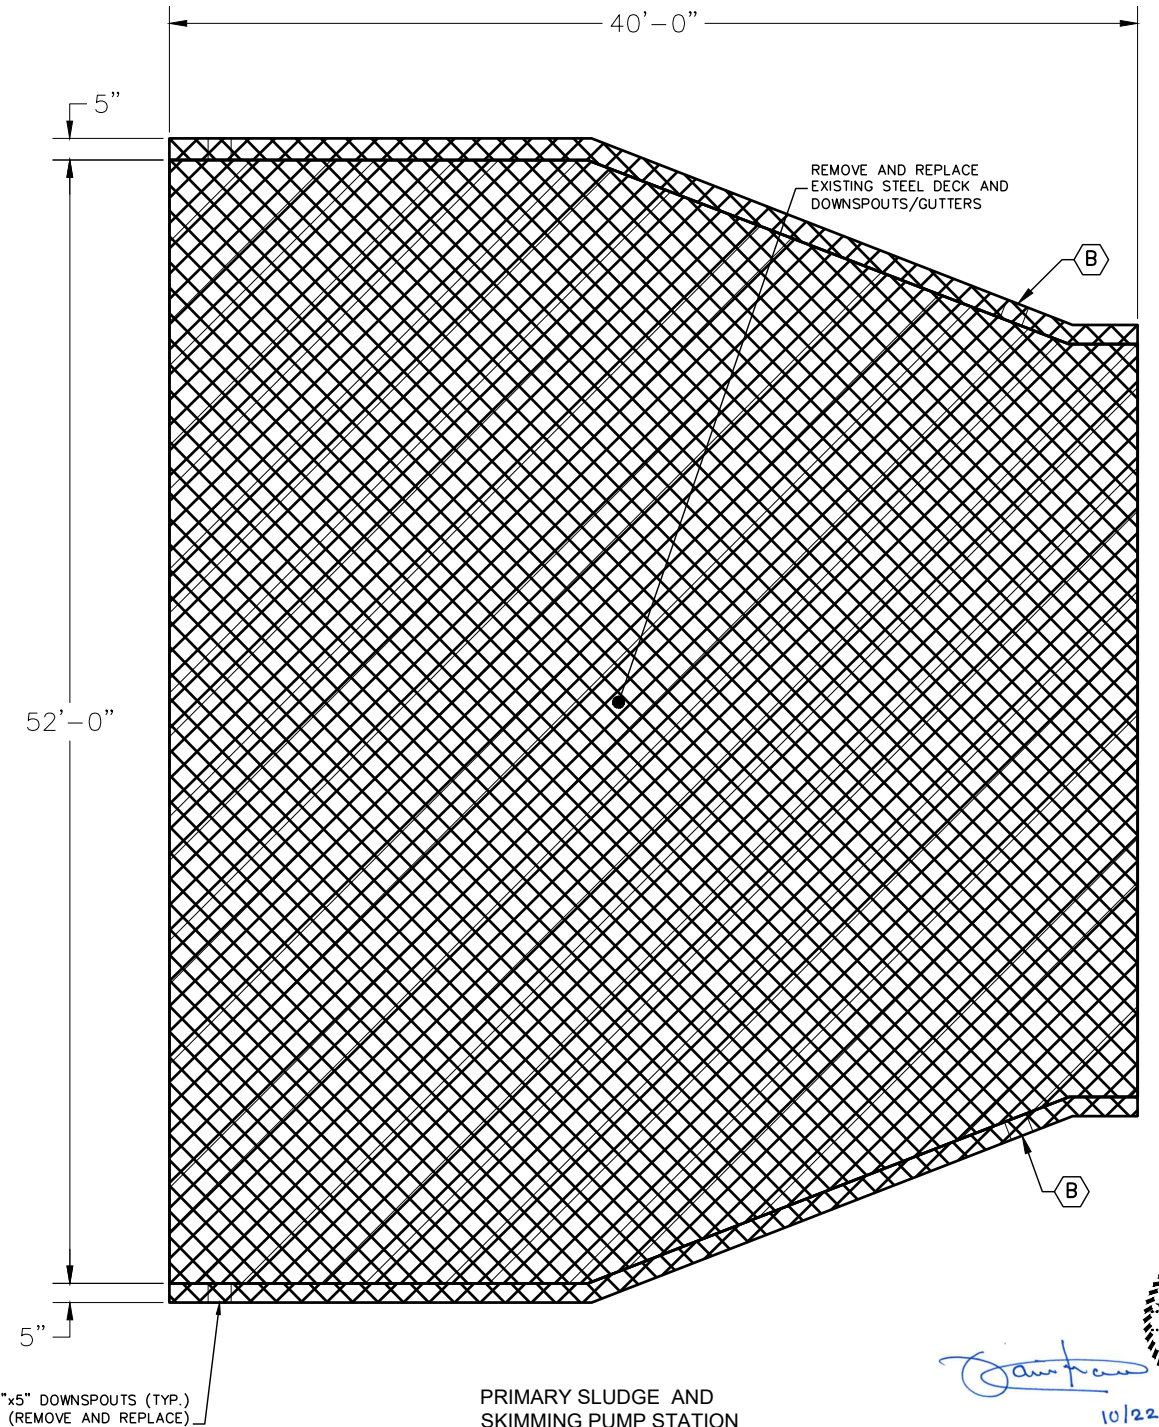 40'-0"
5"
REMOVE AND REPLACE
EXISTING STEEL DECK AND
DOWNSPOUTS/GUTTERS
B
52'-0"
B
5"
"x5" DOWNSPOUTS (TYP.)
(REMOVE AND REPLACE)
PRIMARY SLUDGE AND
SKIMMING PUMP STATION
10/22